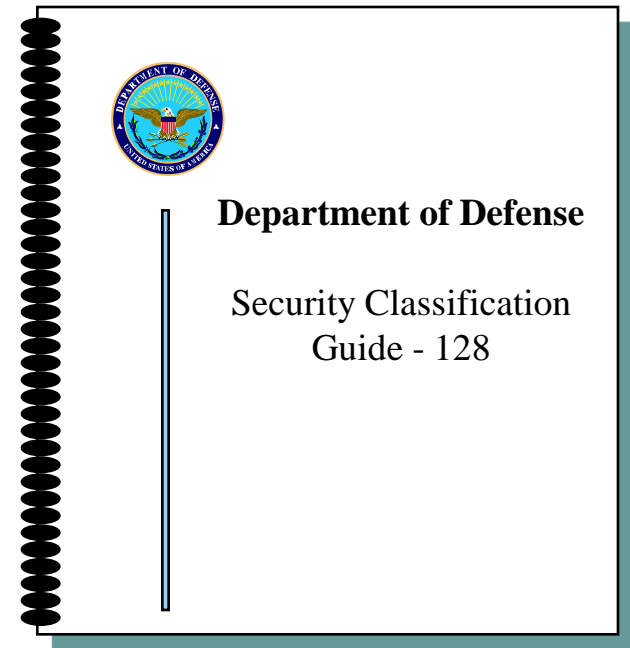 DEPARTMENT OF DEFENSE
UNITED STATES OF AMERICA
Department of Defense
Security Classification
Guide - 128